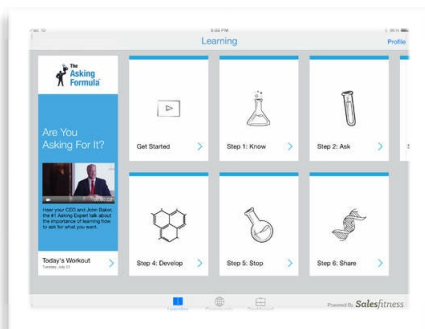 Learning
Profile
The
Asking
Formula
Are You
Asking For It?
Hear your CEO and John Baker,
the #1 Asking Expert talk about
the importance of learning how
to ask for what you want.
Today's Workout
Get Started
Step 1: Know
Step 2: Ask
Step 4: Develop
Step 5: Stop
Step 6: Share
Learning
Powered By Salesfitness